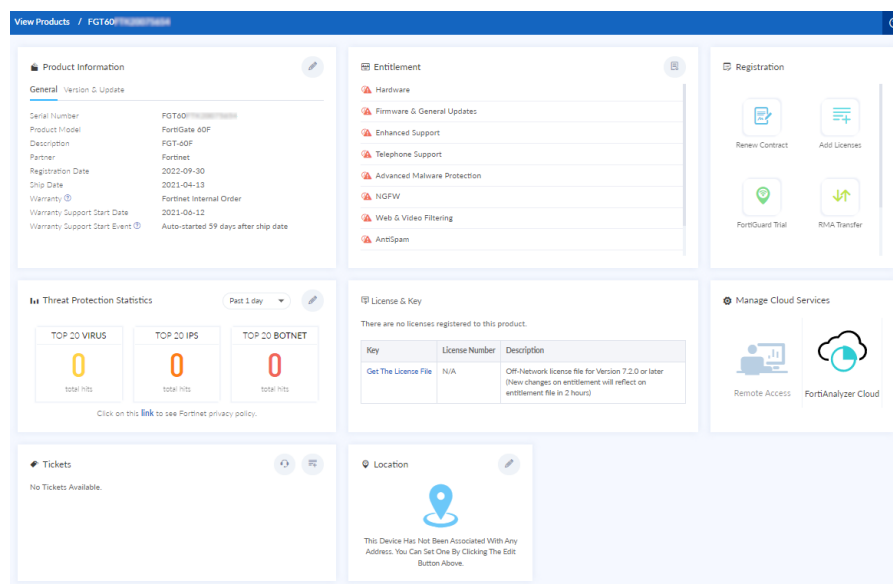 View Products / FGT60
Product Information
General Version & Update
Serial Number FGT60
Product Model FortiGate 60F
Description FGT-60F
Partner Fortinet
Registration Date 2022-09-30
Ship Date 2021-04-13
Warranty Fortinet Internal Order
Warranty Support Start Date 2021-06-12
Warranty Support Start Event Auto-started 59 days after ship date
Entitlement
Hardware
Firmware & General Updates
Enhanced Support
Telephone Support
Advanced Malware Protection
NGFW
Web & Video Filtering
AntiSpam
Registration
Renew Contract Add Licenses
FortiGuard Trial RMA Transfer
Threat Protection Statistics Past 1 day
TOP 20 VIRUS TOP 20 IPS TOP 20 BOTNET
0 0 0
total hits total hits total hits
Click on this link to see Fortinet privacy policy.
License & Key
There are no licenses registered to this product.
Key License Number Description
Get The License File N/A Off-Network license file for Version 7.2.0 or later
(New changes on entitlement will reflect on
entitlement file in 2 hours)
Manage Cloud Services
Remote Access FortiAnalyzer Cloud
Tickets
No Tickets Available.
Location
This Device Has Not Been Associated With Any
Address. You Can Set One By Clicking The Edit
Button Above.